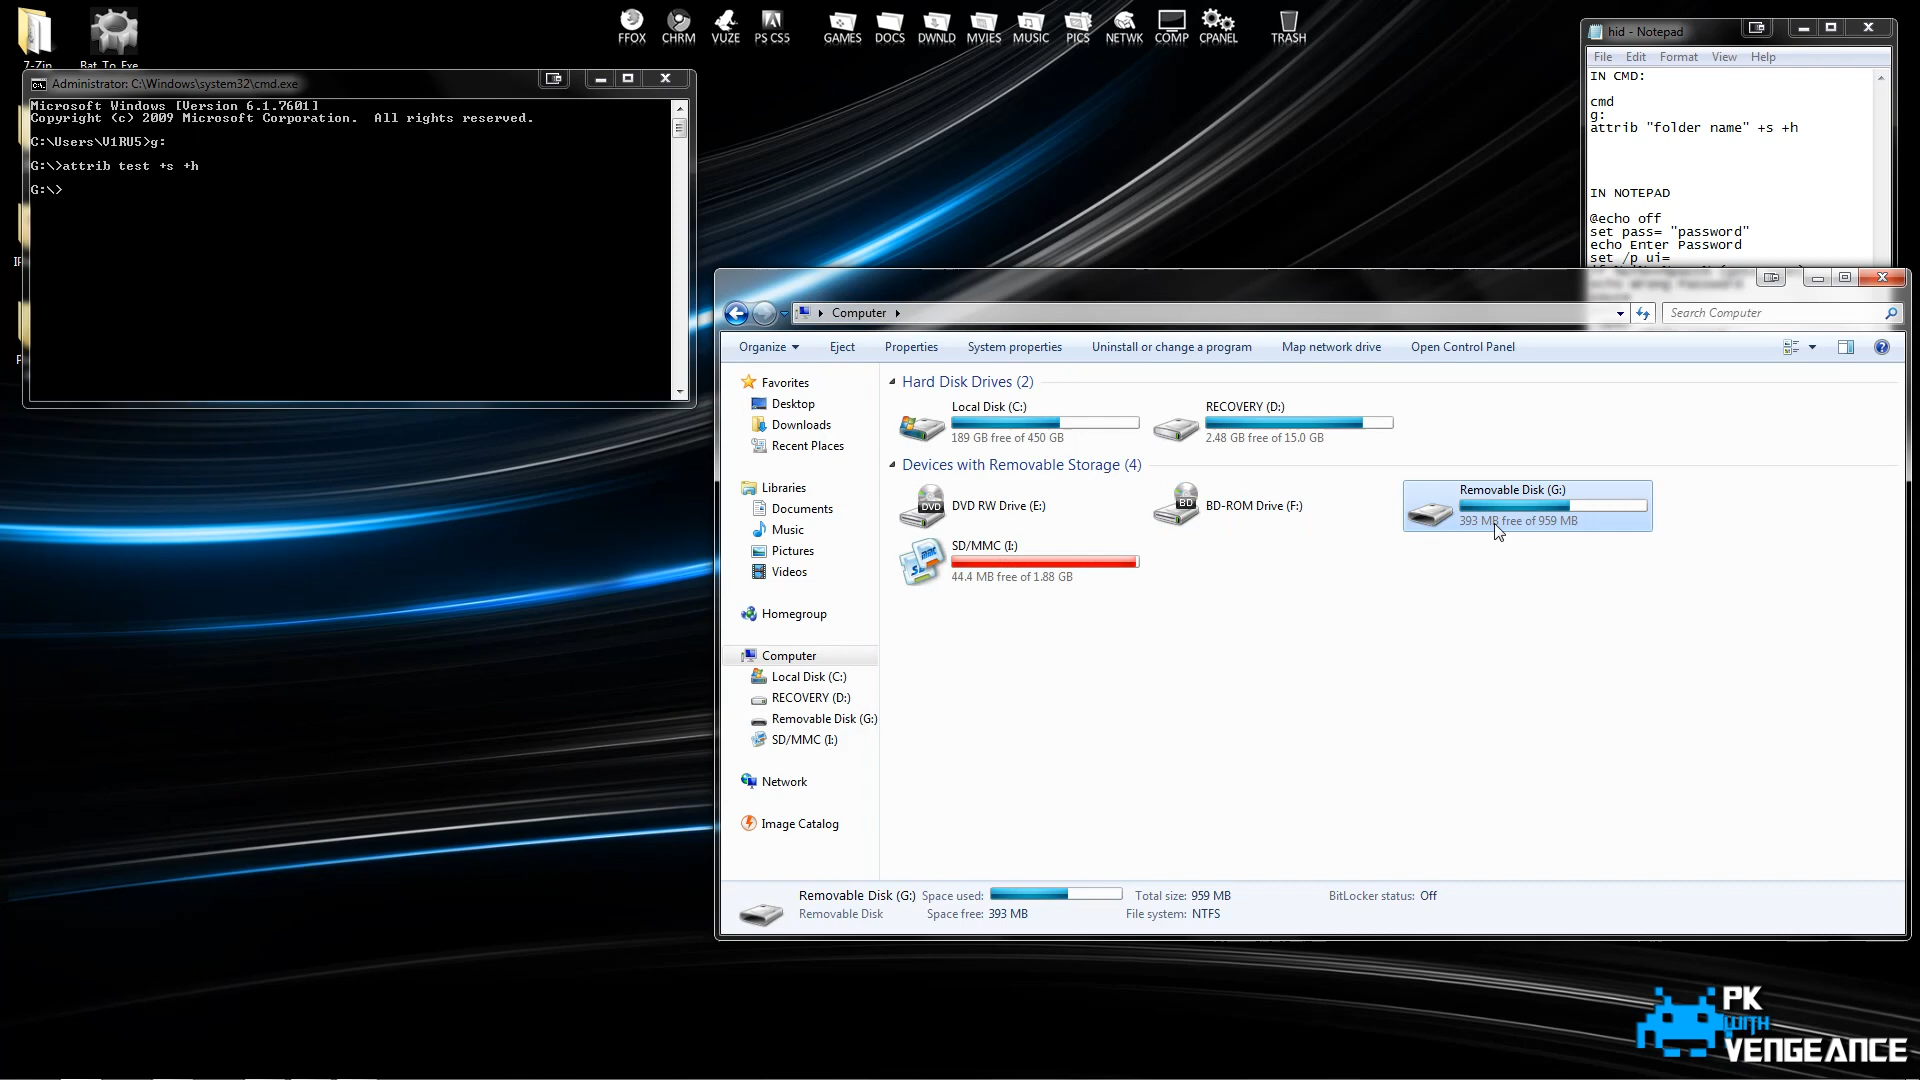 7-Zip
Bat To Exe
FFOX
CHRM
VUZE
PS CS5
GAMES
DOCS
DWNLD
MVIES
MUSIC
PICS
NETWK
COMP
CPANEL
TRASH
Administrator: C:\Windows\system32\cmd.exe
Microsoft Windows [Version 6.1.7601]
Copyright (c) 2009 Microsoft Corporation.  All rights reserved.
C:\Users\V1RU5>g:
G:\>attrib test +s +h
G:\>
hid - Notepad
File Edit Format View Help
IN CMD:
cmd
g:
attrib "folder name" +s +h
IN NOTEPAD
@echo off
set pass= "password"
echo Enter Password
set /p ui=
Computer
Search Computer
Organize
Eject
Properties
System properties
Uninstall or change a program
Map network drive
Open Control Panel
Favorites
Desktop
Downloads
Recent Places
Libraries
Documents
Music
Pictures
Videos
Homegroup
Computer
Local Disk (C:)
RECOVERY (D:)
Removable Disk (G:)
SD/MMC (I:)
Network
Image Catalog
Hard Disk Drives (2)
Local Disk (C:)
189 GB free of 450 GB
RECOVERY (D:)
2.48 GB free of 15.0 GB
Devices with Removable Storage (4)
DVD
DVD RW Drive (E:)
BD
BD-ROM Drive (F:)
Removable Disk (G:)
393 MB free of 959 MB
SD/MMC (I:)
44.4 MB free of 1.88 GB
Removable Disk (G:) Space used: Total size: 959 MB BitLocker status: Off
Removable Disk Space free: 393 MB File system: NTFS
PK
WITH
VENGEANCE